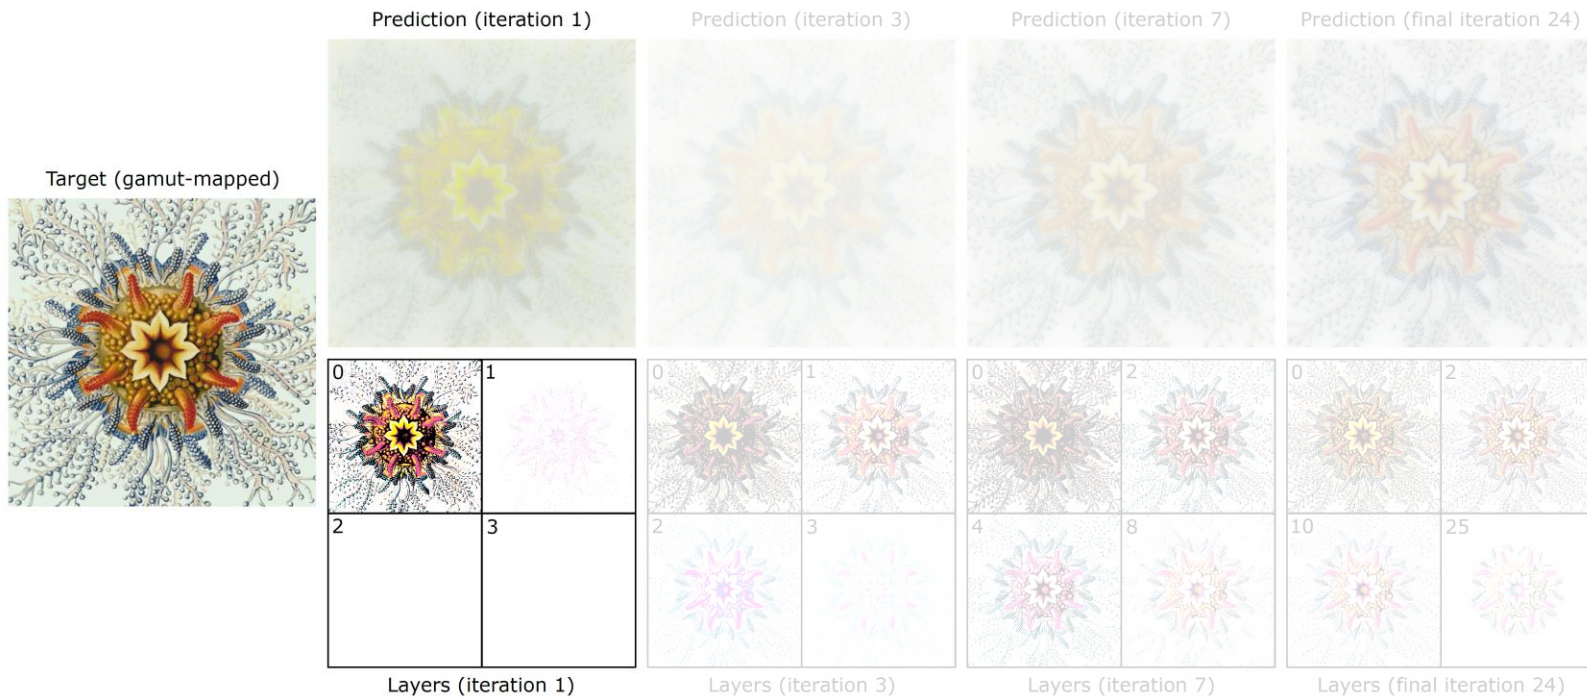 Prediction (iteration 1)
Prediction (iteration 3)
Prediction (iteration 7)
Prediction (final iteration 24)
Target (gamut-mapped)
0 1
0 1
0 2
0 2
2 3
2 3
4 8
10 25
Layers (iteration 1)
Layers (iteration 3)
Layers (iteration 7)
Layers (final iteration 24)